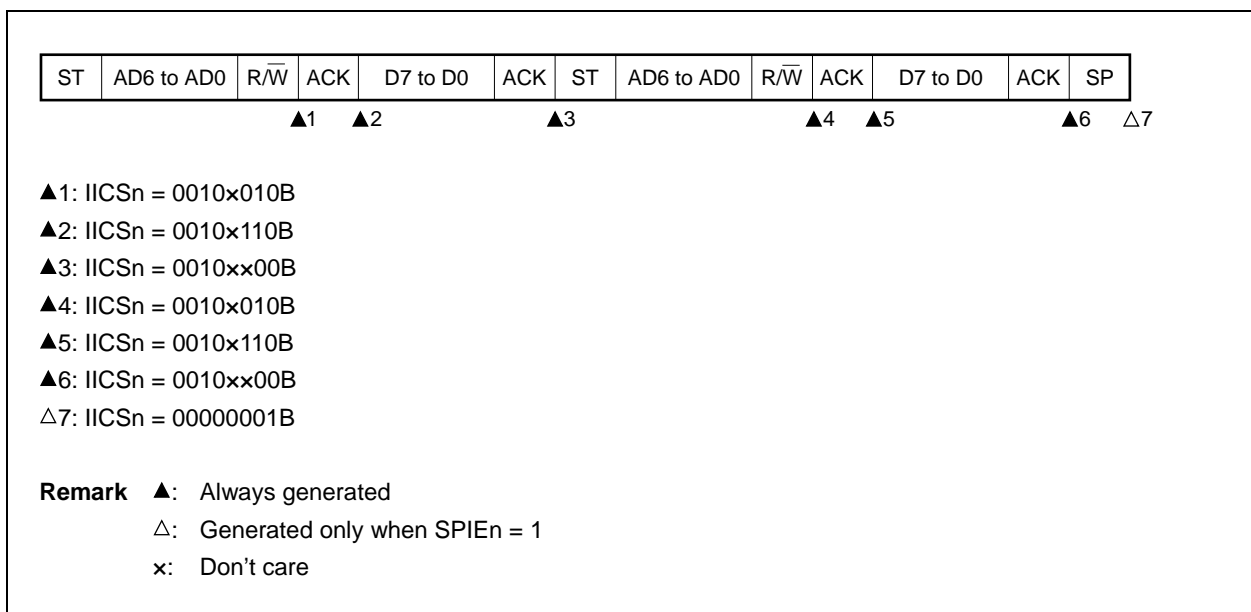 ST AD6 to AD0 R/W̅ ACK D7 to D0 ACK ST AD6 to AD0 R/W̅ ACK D7 to D0 ACK SP
▲1 ▲2 ▲3 ▲4 ▲5 ▲6 △7
▲1: IICSn = 0010×010B
▲2: IICSn = 0010×110B
▲3: IICSn = 0010××00B
▲4: IICSn = 0010×010B
▲5: IICSn = 0010×110B
▲6: IICSn = 0010××00B
△7: IICSn = 00000001B
Remark ▲: Always generated
△: Generated only when SPIEn = 1
×: Don't care